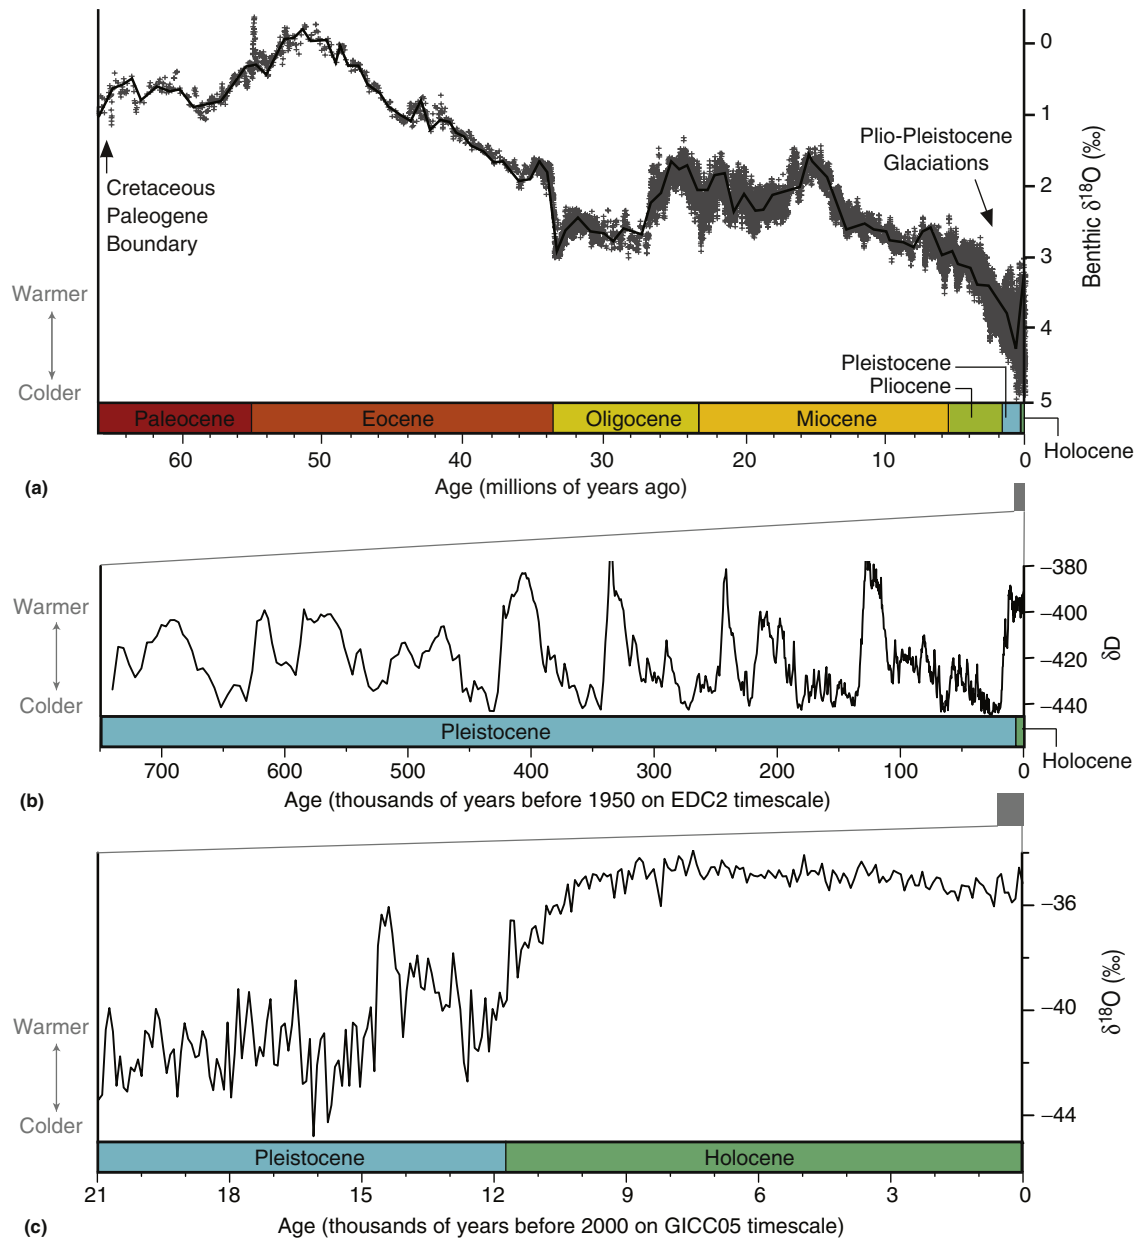 0
1
2
3
4
5
Benthic δ¹⁸O (‰)
Plio-Pleistocene
Glaciations
Cretaceous
Paleogene
Boundary
Warmer
Colder
Pleistocene
Pliocene
Paleocene
Eocene
Oligocene
Miocene
Holocene
60 50 40 30 20 10 0
(a)
Age (millions of years ago)
−380
−400
−420
−440
δD
Warmer
Colder
Pleistocene
Holocene
700 600 500 400 300 200 100 0
(b)
Age (thousands of years before 1950 on EDC2 timescale)
−36
−40
−44
δ¹⁸O (‰)
Warmer
Colder
Pleistocene
Holocene
21 18 15 12 9 6 3 0
(c)
Age (thousands of years before 2000 on GICC05 timescale)